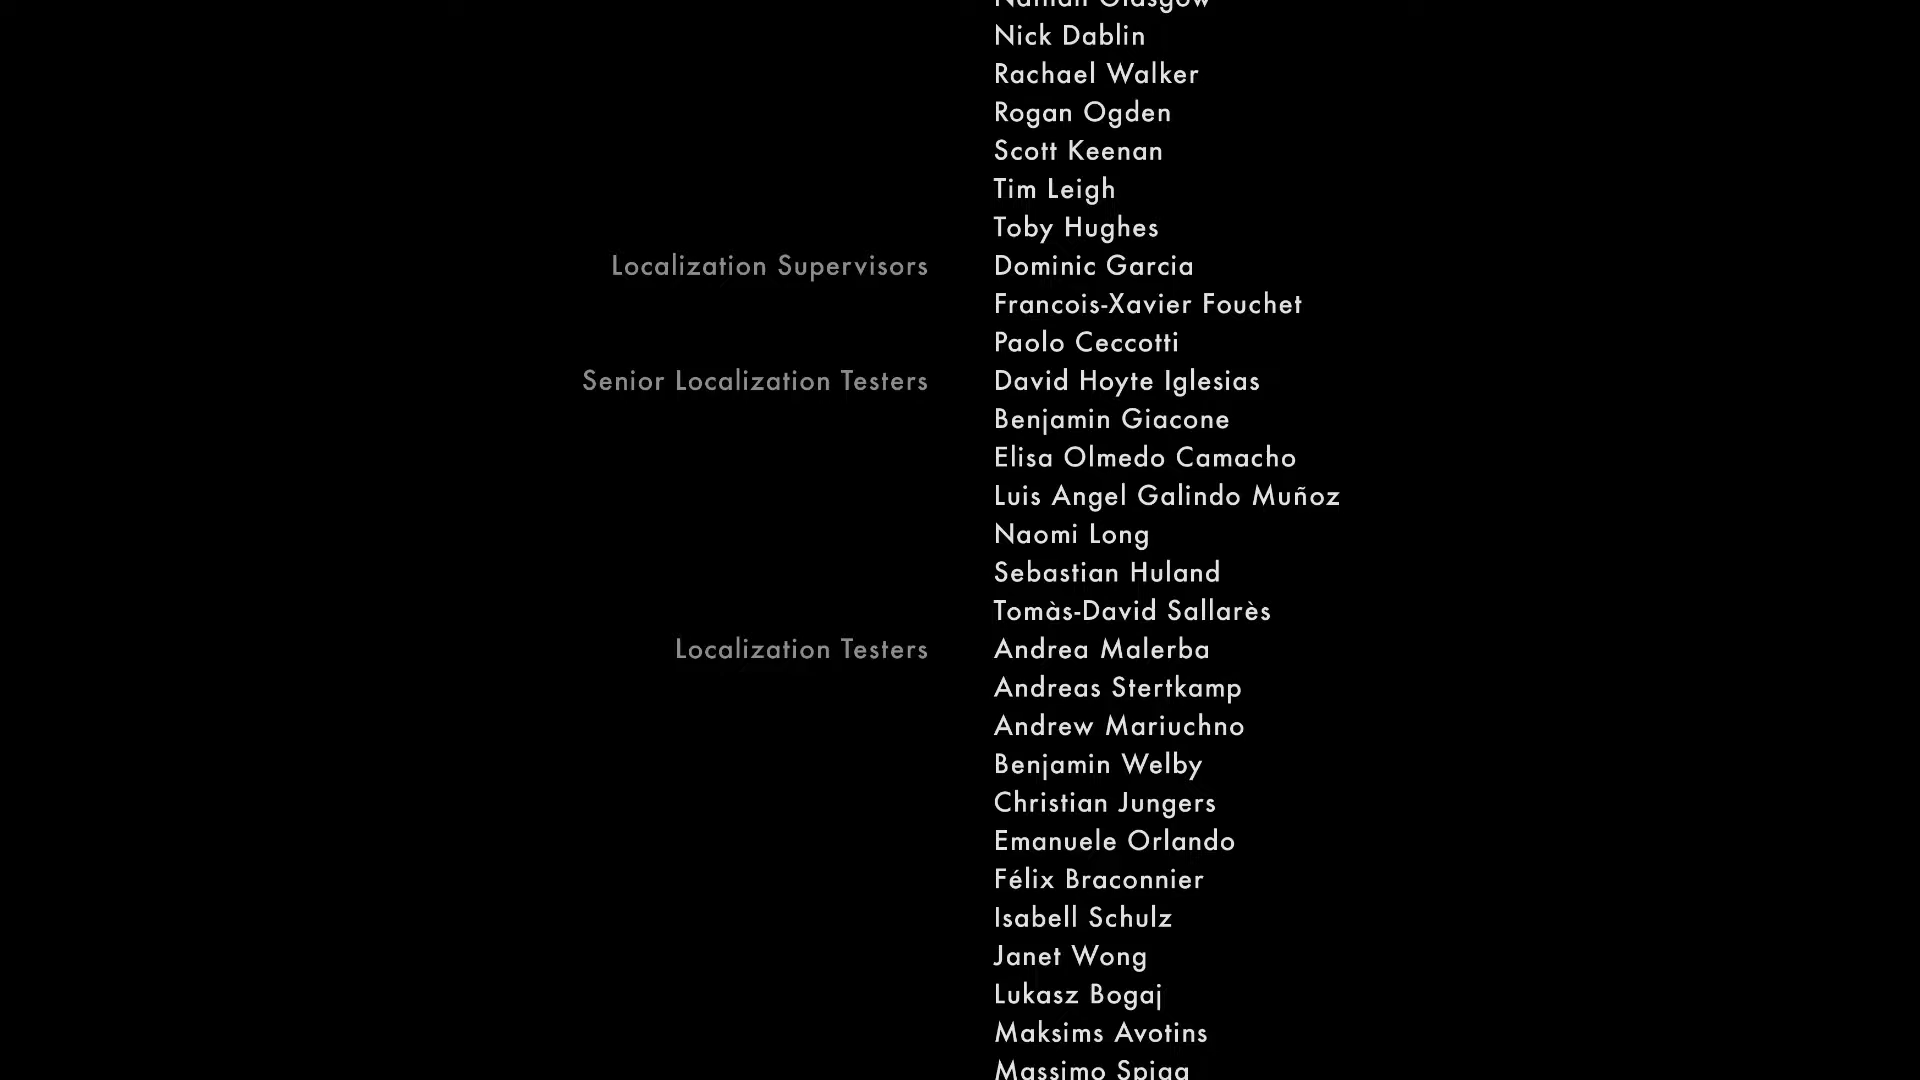 Nathan Glasgow
Nick Dablin
Rachael Walker
Rogan Ogden
Scott Keenan
Tim Leigh
Toby Hughes
Localization Supervisors Dominic Garcia
Francois-Xavier Fouchet
Paolo Ceccotti
Senior Localization Testers David Hoyte Iglesias
Benjamin Giacone
Elisa Olmedo Camacho
Luis Angel Galindo Muñoz
Naomi Long
Sebastian Huland
Tomàs-David Sallarès
Localization Testers Andrea Malerba
Andreas Stertkamp
Andrew Mariuchno
Benjamin Welby
Christian Jungers
Emanuele Orlando
Félix Braconnier
Isabell Schulz
Janet Wong
Lukasz Bogaj
Maksims Avotins
Massimo Spiga